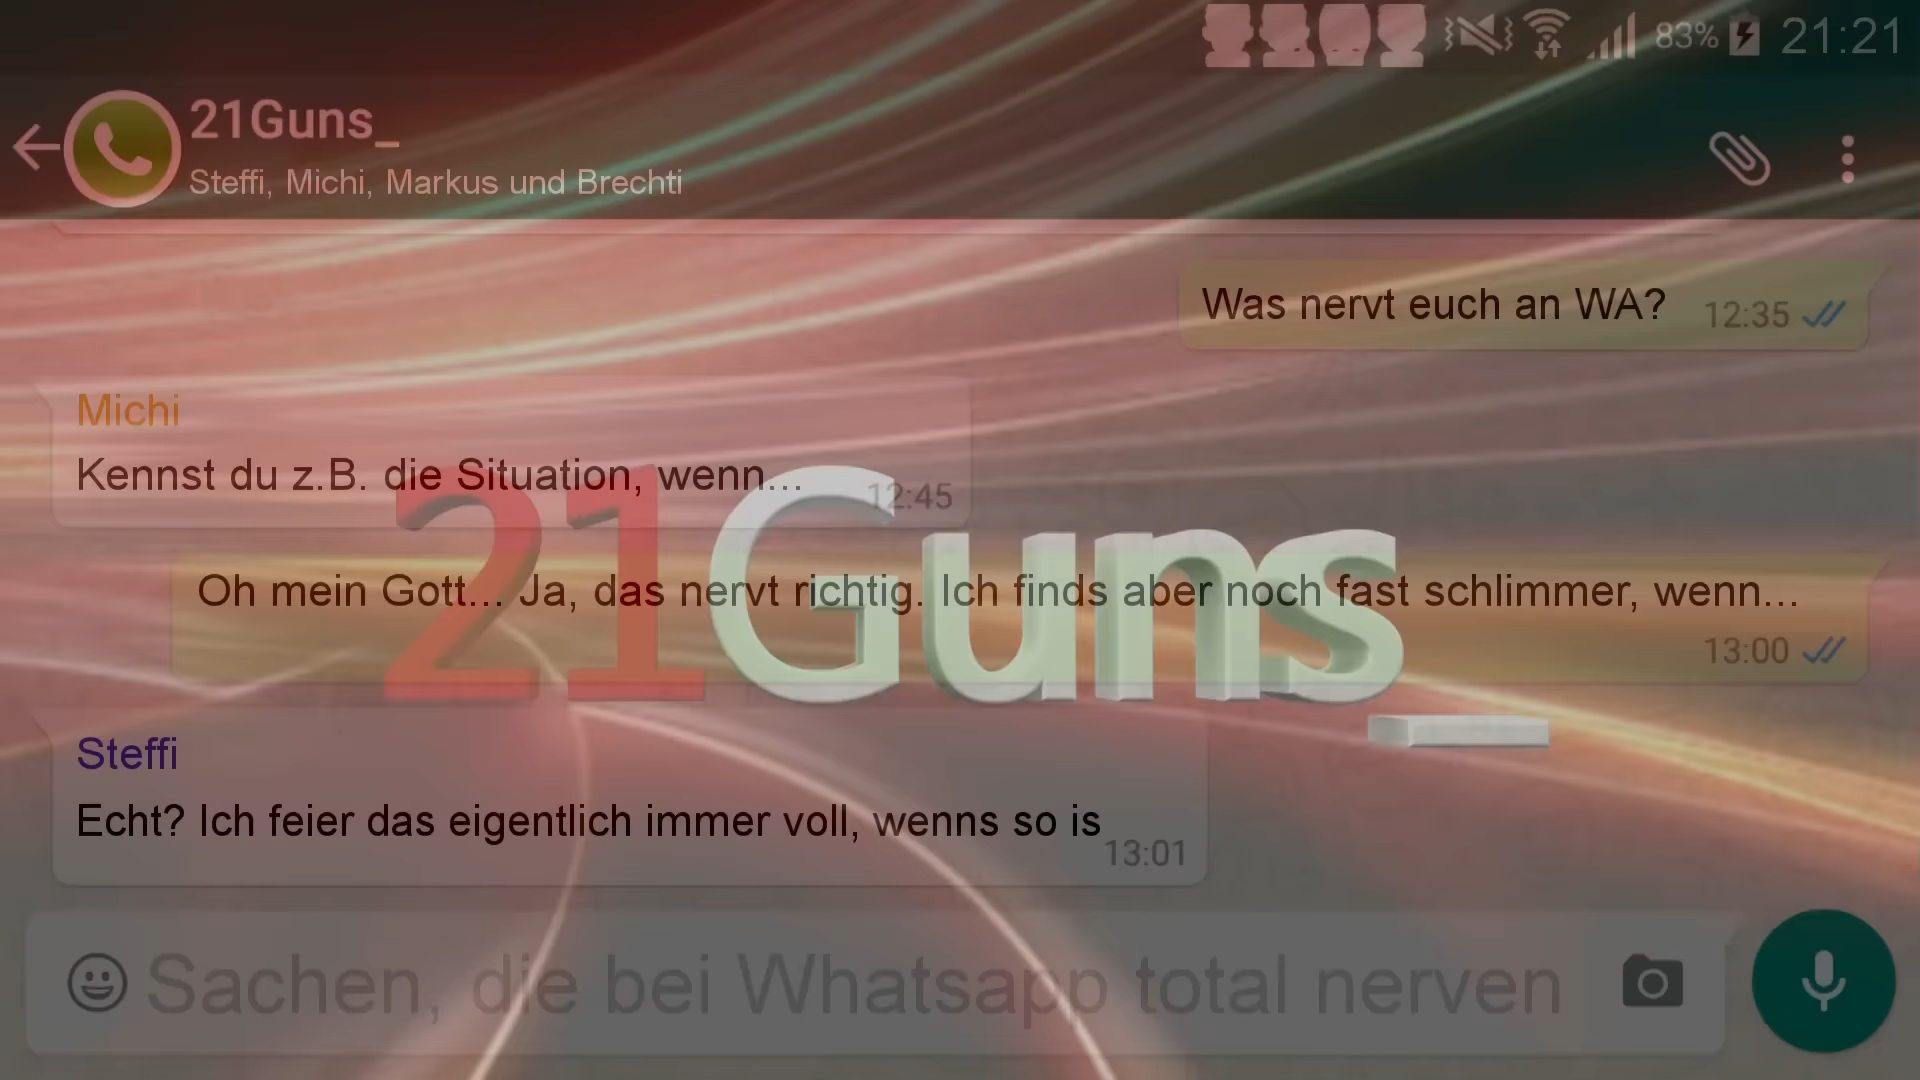 83% 21:21
21Guns_
Steffi, Michi, Markus und Brechti
Was nervt euch an WA? 12:35
Michi
Kennst du z.B. die Situation, wenn...
12:45
21Guns_
Oh mein Gott... Ja, das nervt richtig. Ich finds aber noch fast schlimmer, wenn...
13:00
Steffi
Echt? Ich feier das eigentlich immer voll, wenns so is
13:01
Sachen, die bei Whatsapp total nerven